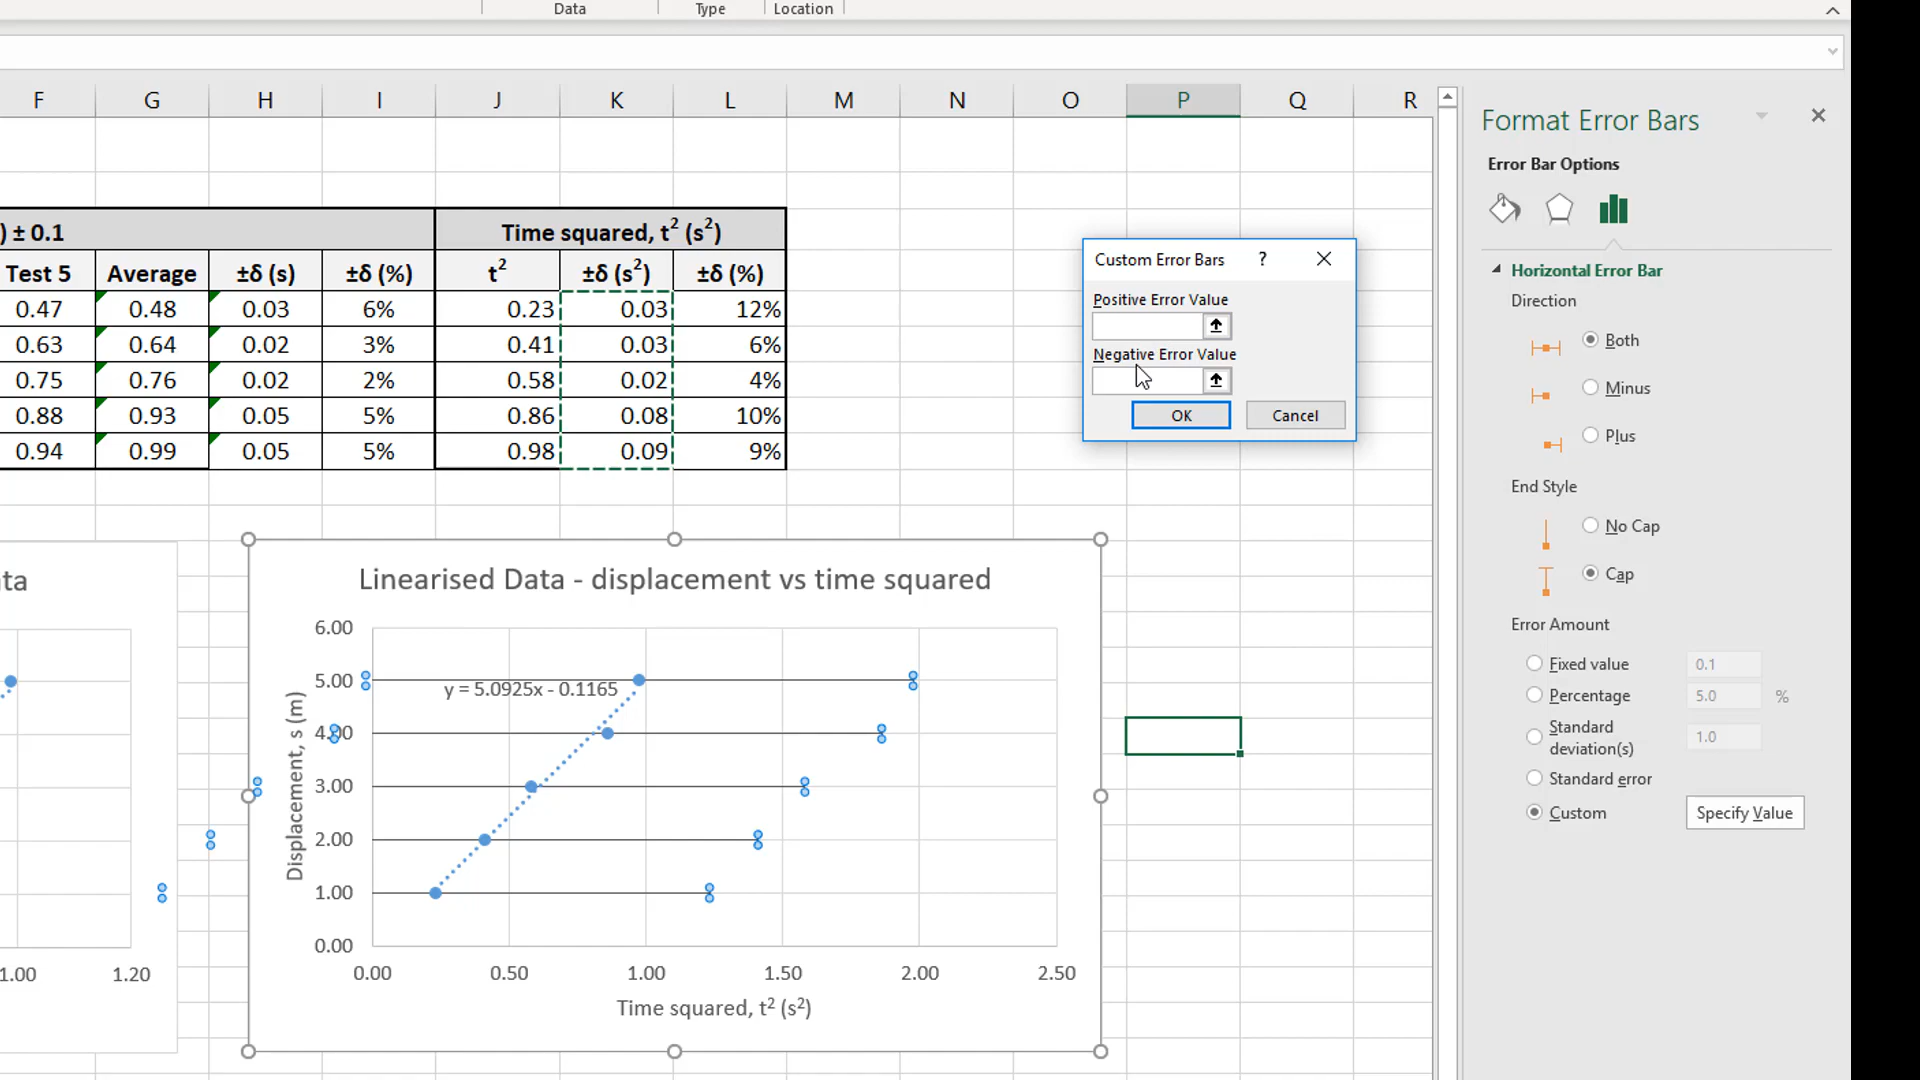 Data Type Location
F G H I J K L M N O P Q R
) ± 0.1 Time squared, t² (s²)
Test 5 Average ±δ (s) ±δ (%) t² ±δ (s²) ±δ (%)
0.47 0.48 0.03 6% 0.23 0.03 12%
0.63 0.64 0.02 3% 0.41 0.03 6%
0.75 0.76 0.02 2% 0.58 0.02 4%
0.88 0.93 0.05 5% 0.86 0.08 10%
0.94 0.99 0.05 5% 0.98 0.09 9%
Custom Error Bars ?
Positive Error Value
Negative Error Value
OK Cancel
ta
1.00 1.20
Linearised Data - displacement vs time squared
6.00
5.00
4.00
3.00
2.00
1.00
0.00
y = 5.0925x - 0.1165
Displacement, s (m)
0.00 0.50 1.00 1.50 2.00 2.50
Time squared, t² (s²)
Format Error Bars
Error Bar Options
Horizontal Error Bar
Direction
Both
Minus
Plus
End Style
No Cap
Cap
Error Amount
Fixed value 0.1
Percentage 5.0 %
Standard
deviation(s) 1.0
Standard error
Custom Specify Value